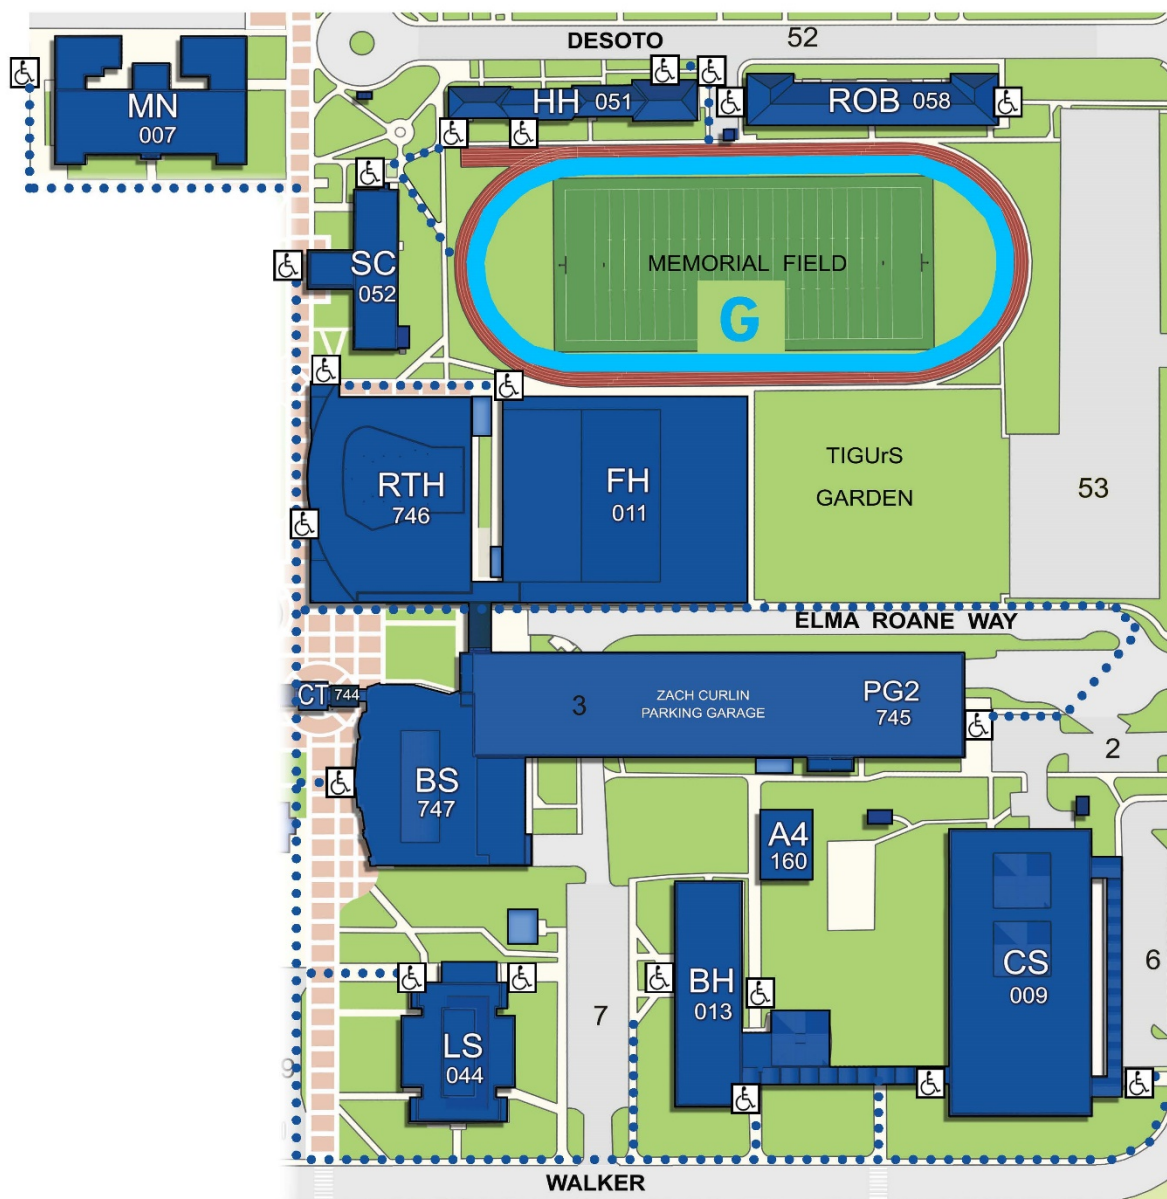 DESOTO
52
MN
007
HH 051
ROB 058
SC
052
MEMORIAL FIELD
G
RTH
746
FH
011
TIGUrS
GARDEN
53
ELMA ROANE WAY
CT 744
3
ZACH CURLIN
PARKING GARAGE
PG2
745
2
BS
747
A4
160
BH
013
CS
009
6
7
LS
044
9
WALKER